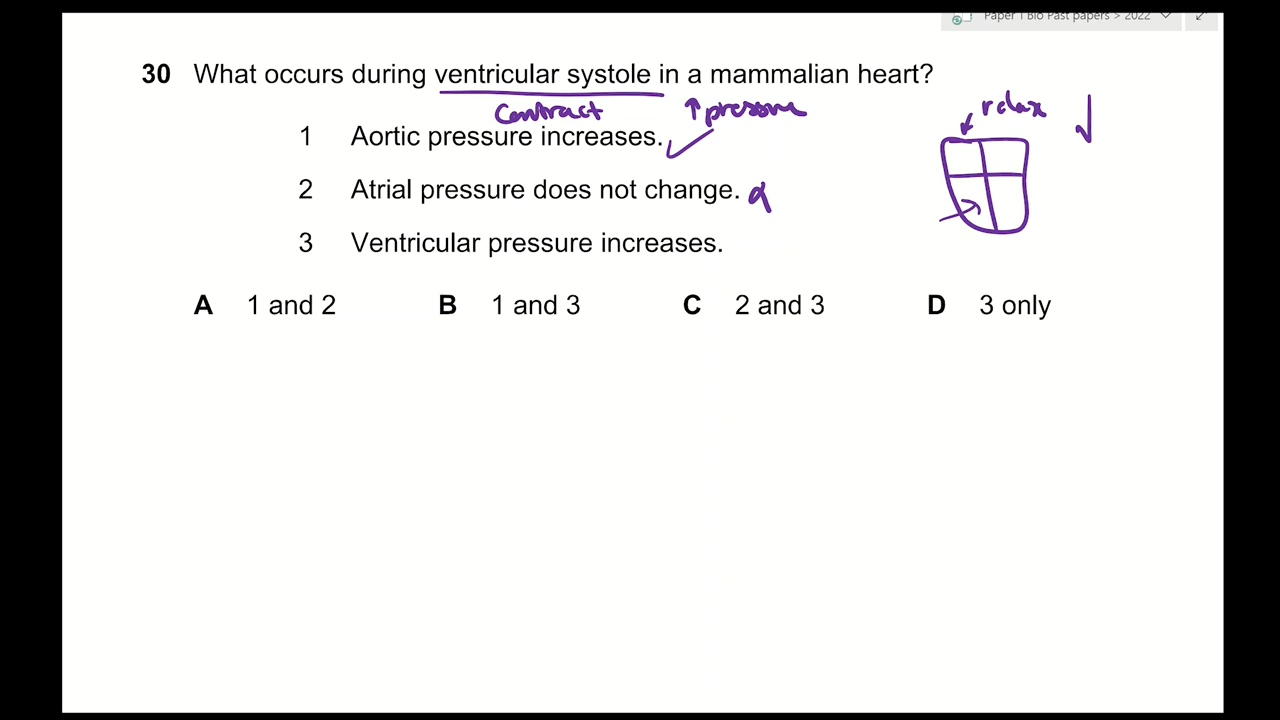 Paper 1 Bio Past papers > 2022
30 What occurs during ventricular systole in a mammalian heart?
contract ↑ pressure
relax ↓
1 Aortic pressure increases. ✓
2 Atrial pressure does not change.
3 Ventricular pressure increases.
A 1 and 2 B 1 and 3 C 2 and 3 D 3 only